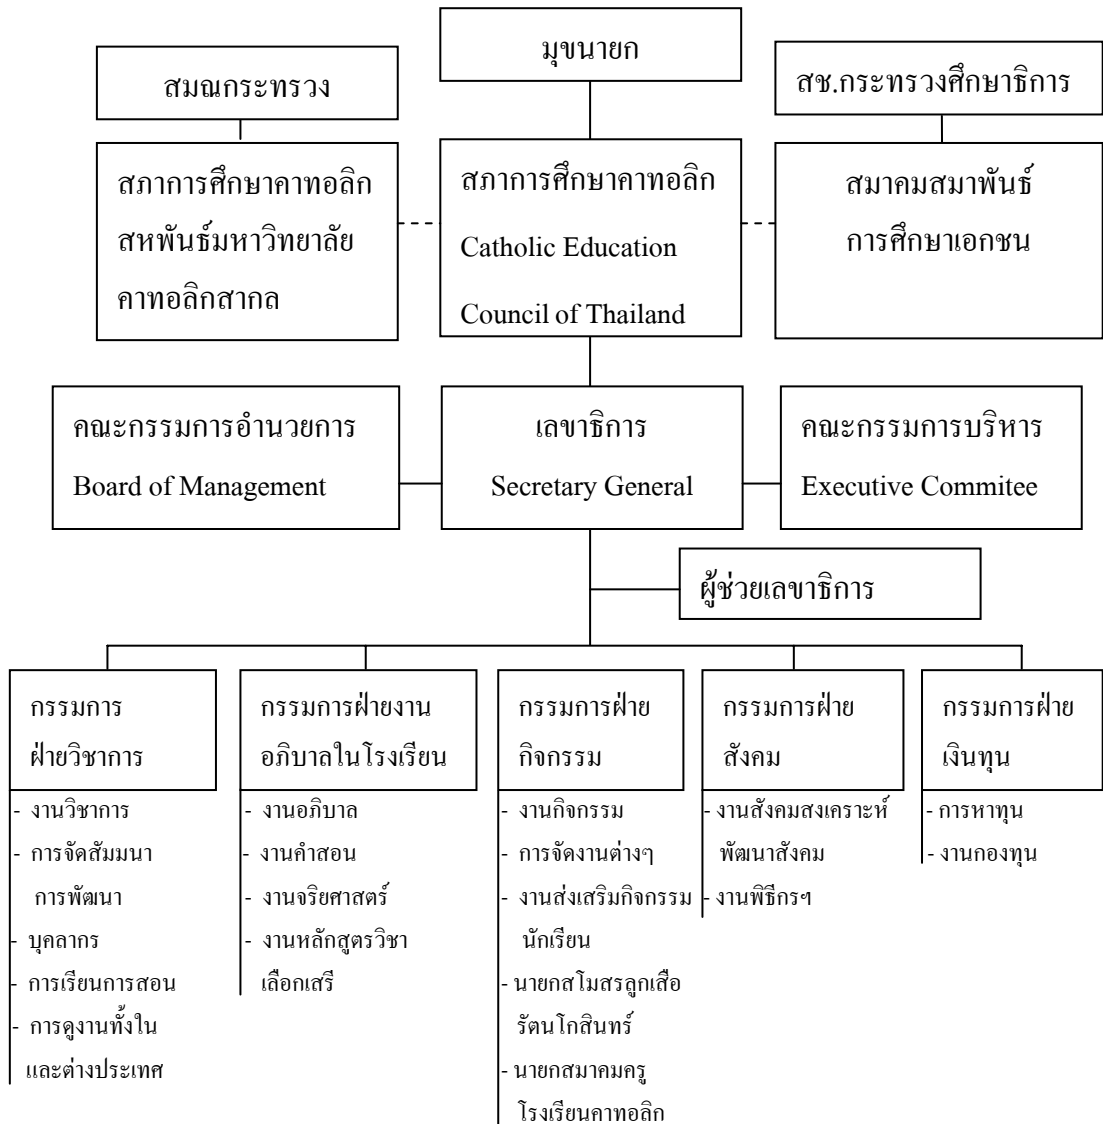 มุขนายก
สมณกระทรวง
สช.กระทรวงศึกษาธิการ
สภาการศึกษาคาทอลิก
สหพันธ์มหาวิทยาลัย
คาทอลิกสากล
สภาการศึกษาคาทอลิก
Catholic Education
Council of Thailand
สมาคมสมาพันธ์
การศึกษาเอกชน
คณะกรรมการอำนวยการ
Board of Management
เลขาธิการ
Secretary General
คณะกรรมการบริหาร
Executive Commitee
ผู้ช่วยเลขาธิการ
กรรมการ
ฝ่ายวิชาการ
- งานวิชาการ
- การจัดสัมมนา
การพัฒนา
- บุคลากร
- การเรียนการสอน
- การดูงานทั้งใน
และต่างประเทศ
กรรมการฝ่ายงาน
อภิบาลในโรงเรียน
- งานอภิบาล
- งานคำสอน
- งานจริยศาสตร์
- งานหลักสูตรวิชา
เลือกเสรี
กรรมการฝ่าย
กิจกรรม
- งานกิจกรรม
- การจัดงานต่างๆ
- งานส่งเสริมกิจกรรม
นักเรียน
- นายกสโมสรลูกเสือ
รัตนโกสินทร์
- นายกสมาคมครู
โรงเรียนคาทอลิก
กรรมการฝ่าย
สังคม
- งานสังคมสงเคราะห์
พัฒนาสังคม
- งานพิธีกรฯ
กรรมการฝ่าย
เงินทุน
- การหาทุน
- งานกองทุน